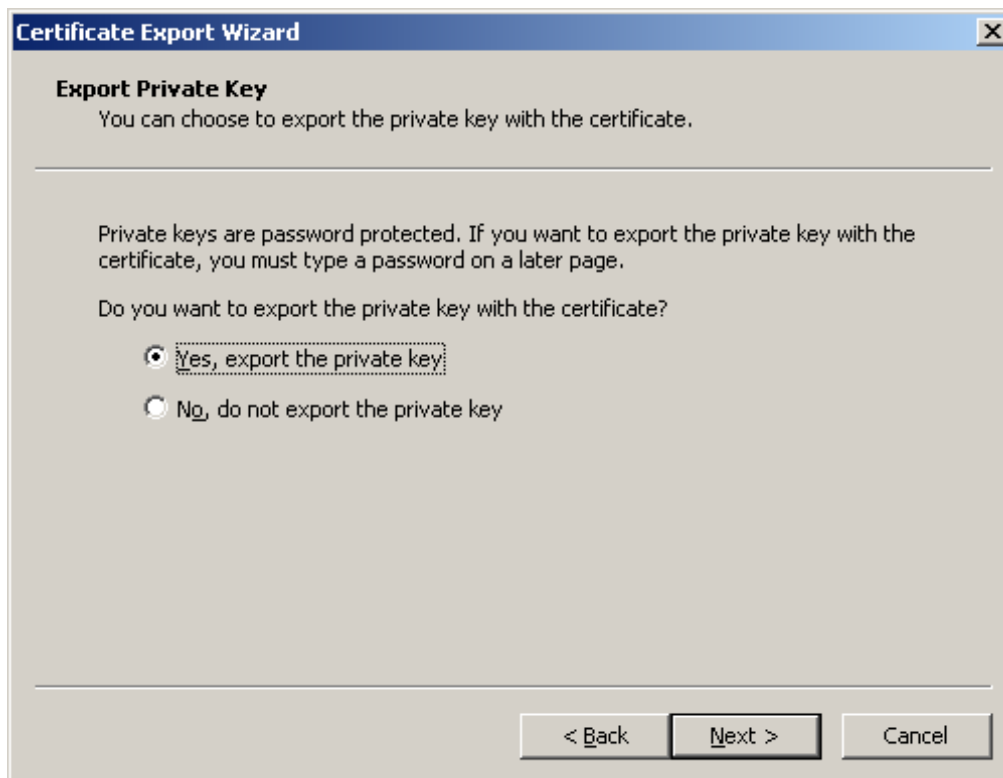 Certificate Export Wizard
Export Private Key
You can choose to export the private key with the certificate.
Private keys are password protected. If you want to export the private key with the
certificate, you must type a password on a later page.
Do you want to export the private key with the certificate?
Yes, export the private key
No, do not export the private key
< Back
Next >
Cancel